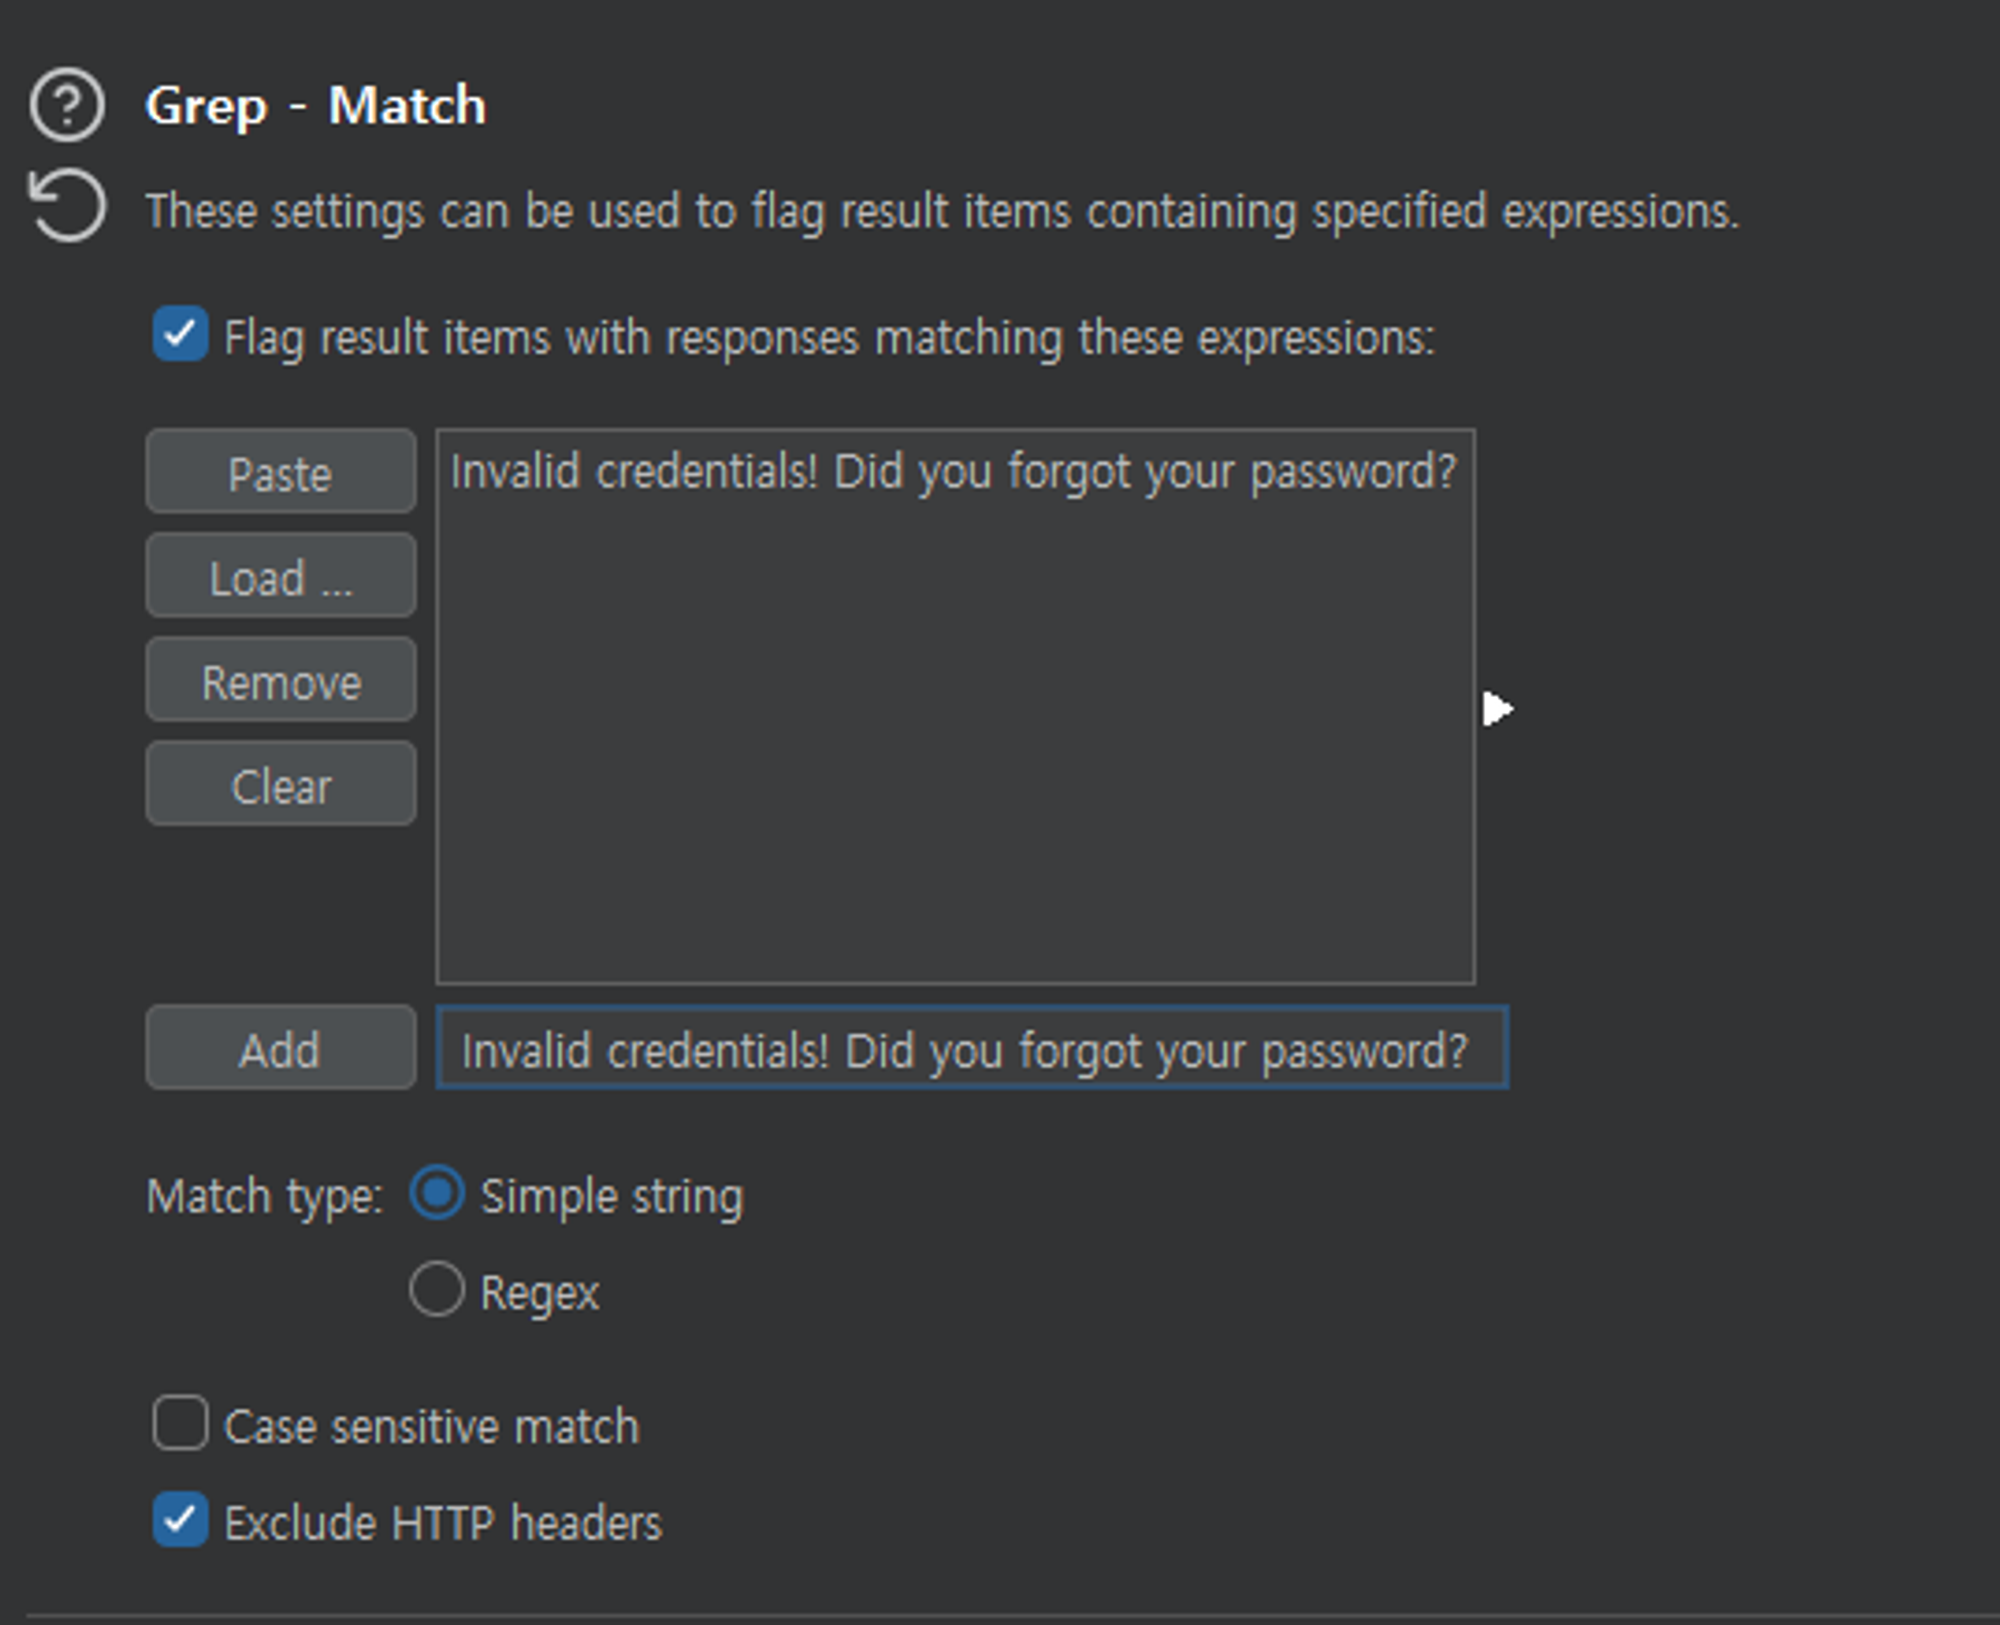 Grep - Match
These settings can be used to flag result items containing specified expressions.
Flag result items with responses matching these expressions:
Paste
Invalid credentials! Did you forgot your password?
Load ...
Remove
Clear
Add
Invalid credentials! Did you forgot your password?
Match type:
Simple string
Regex
Case sensitive match
Exclude HTTP headers